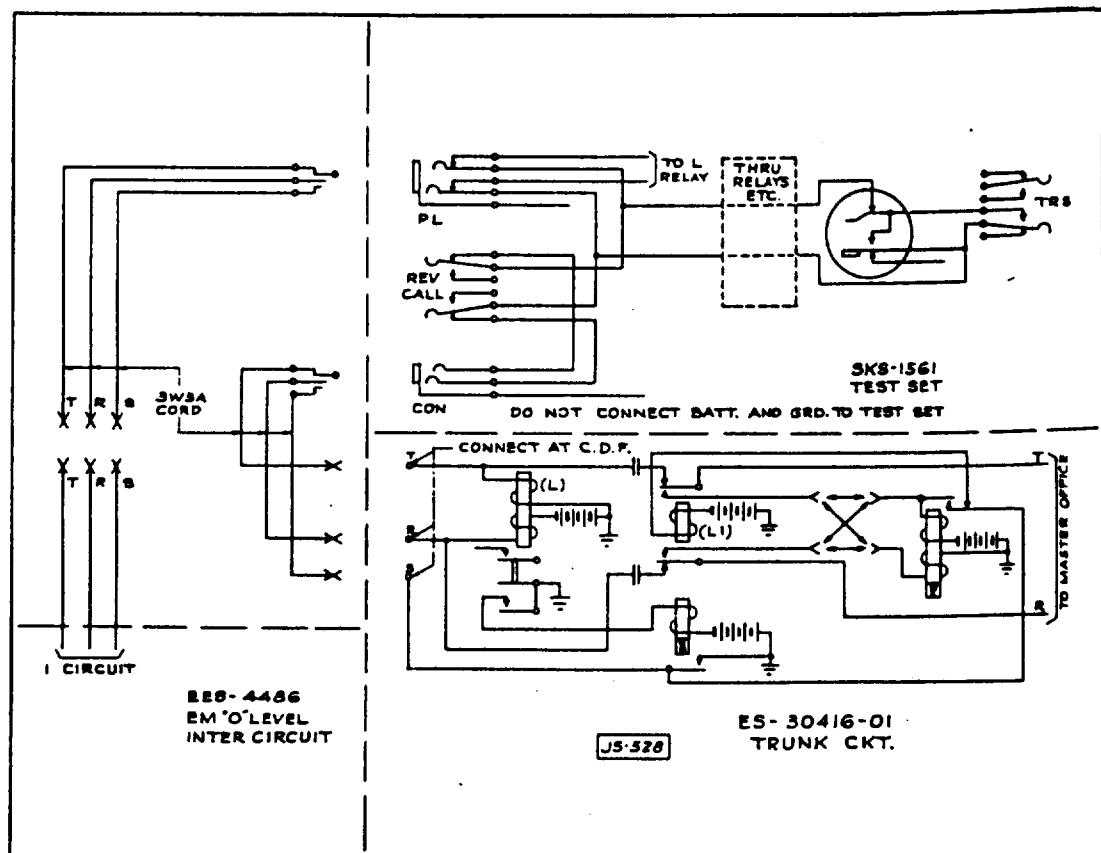 TO L
RELAY
THRU
RELAYS
ETC.
TRS
PL
REV
CALL
CON
SKS-1561
TEST SET
DO NOT CONNECT BATT. AND GRD. TO TEST SET
T R S
3W3A
CORD
T R S
1 CIRCUIT
EES-4486
EM "O" LEVEL
INTER CIRCUIT
CONNECT AT C.D.F.
T
R
S
(L)
(L1)
T
R
TO MASTER OFFICE
ES-30416-01
TRUNK CKT.
J5-528